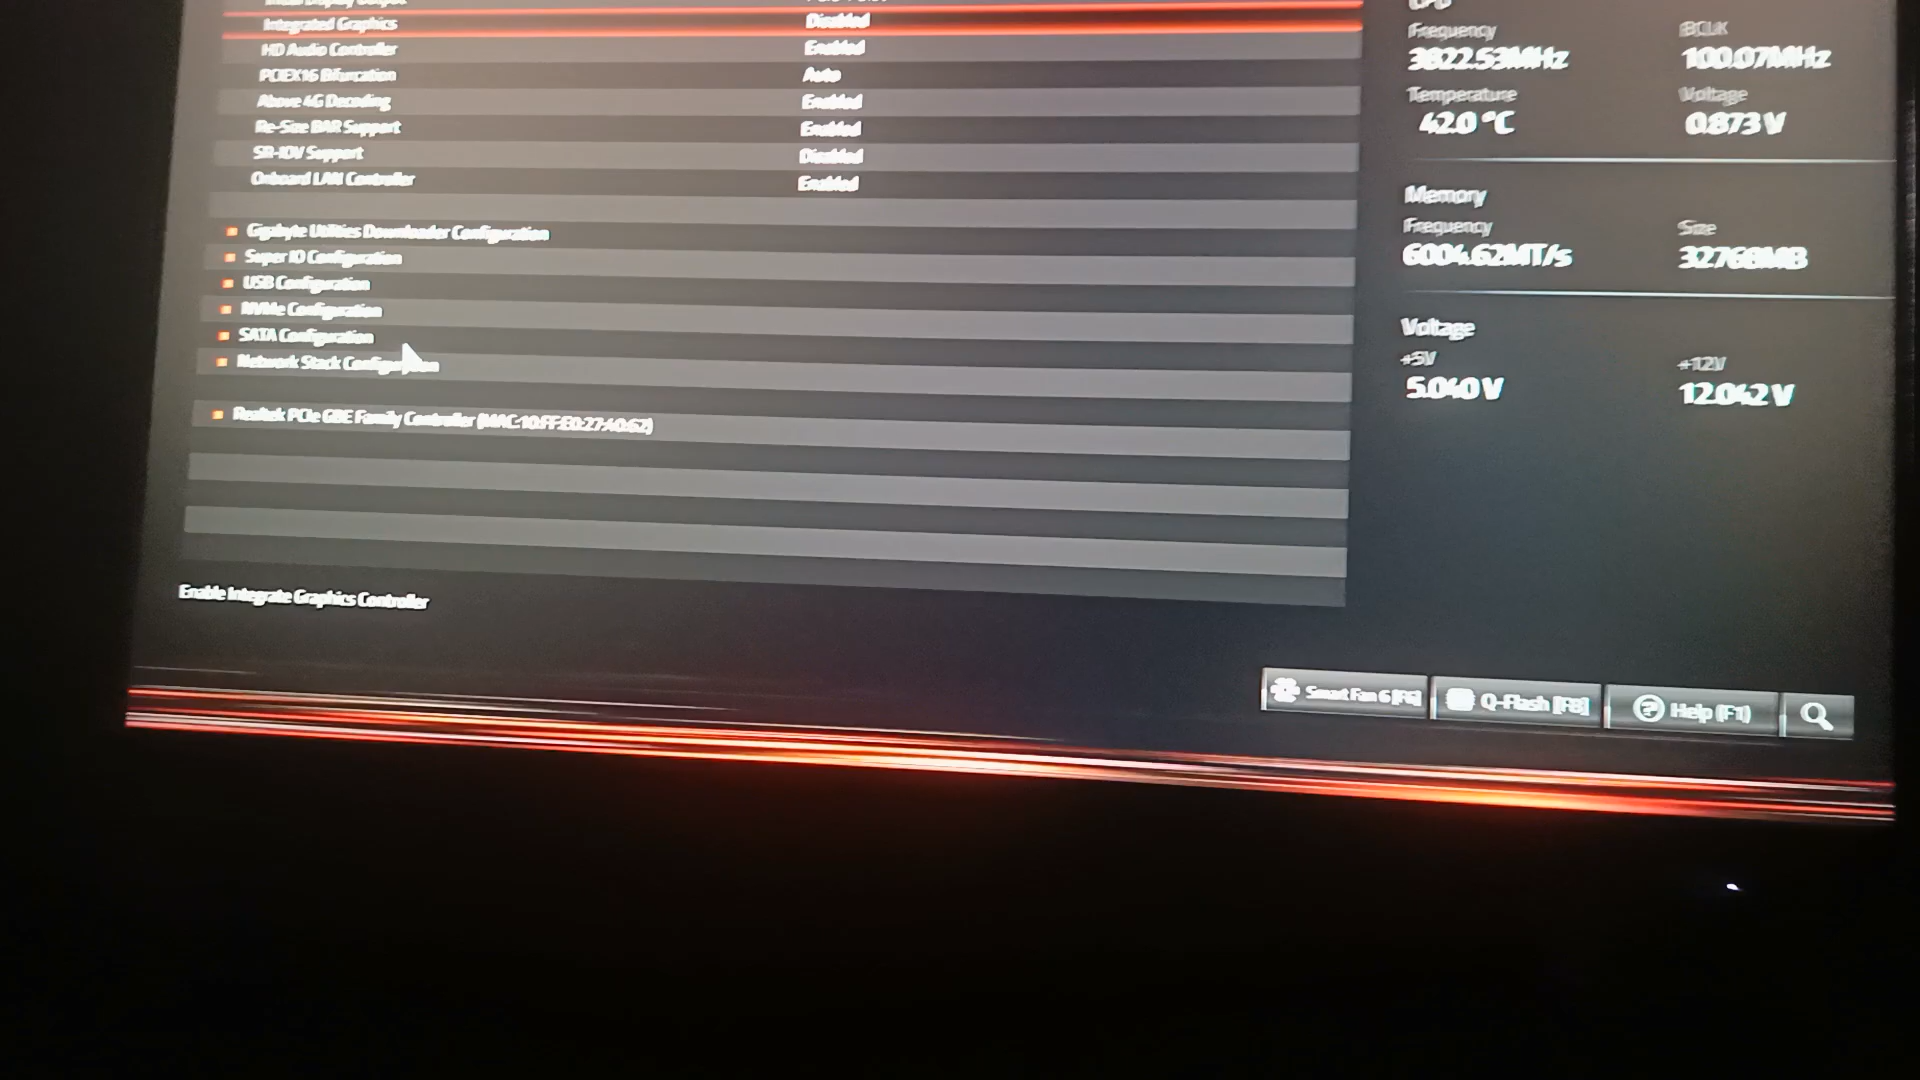 Initial Display Output
Integrated Graphics Disabled
HD Audio Controller Enabled
PCIEX16 Bifurcation Auto
Above 4G Decoding Enabled
Re-Size BAR Support Enabled
SR-IOV Support Disabled
Onboard LAN Controller Enabled
Gigabyte Utilities Downloader Configuration
Super IO Configuration
USB Configuration
NVMe Configuration
SATA Configuration
Network Stack Configuration
Realtek PCIe GBE Family Controller (MAC:10:FF:E0:27:40:62)
Enable Integrate Graphics Controller
CPU
Frequency BCLK
3822.53MHz 100.07MHz
Temperature Voltage
42.0 °C 0.873 V
Memory
Frequency Size
6004.62MT/s 32768MB
Voltage
+5V +12V
5.040 V 12.042 V
Smart Fan 6 [F6] Q-Flash [F8] Help (F1)